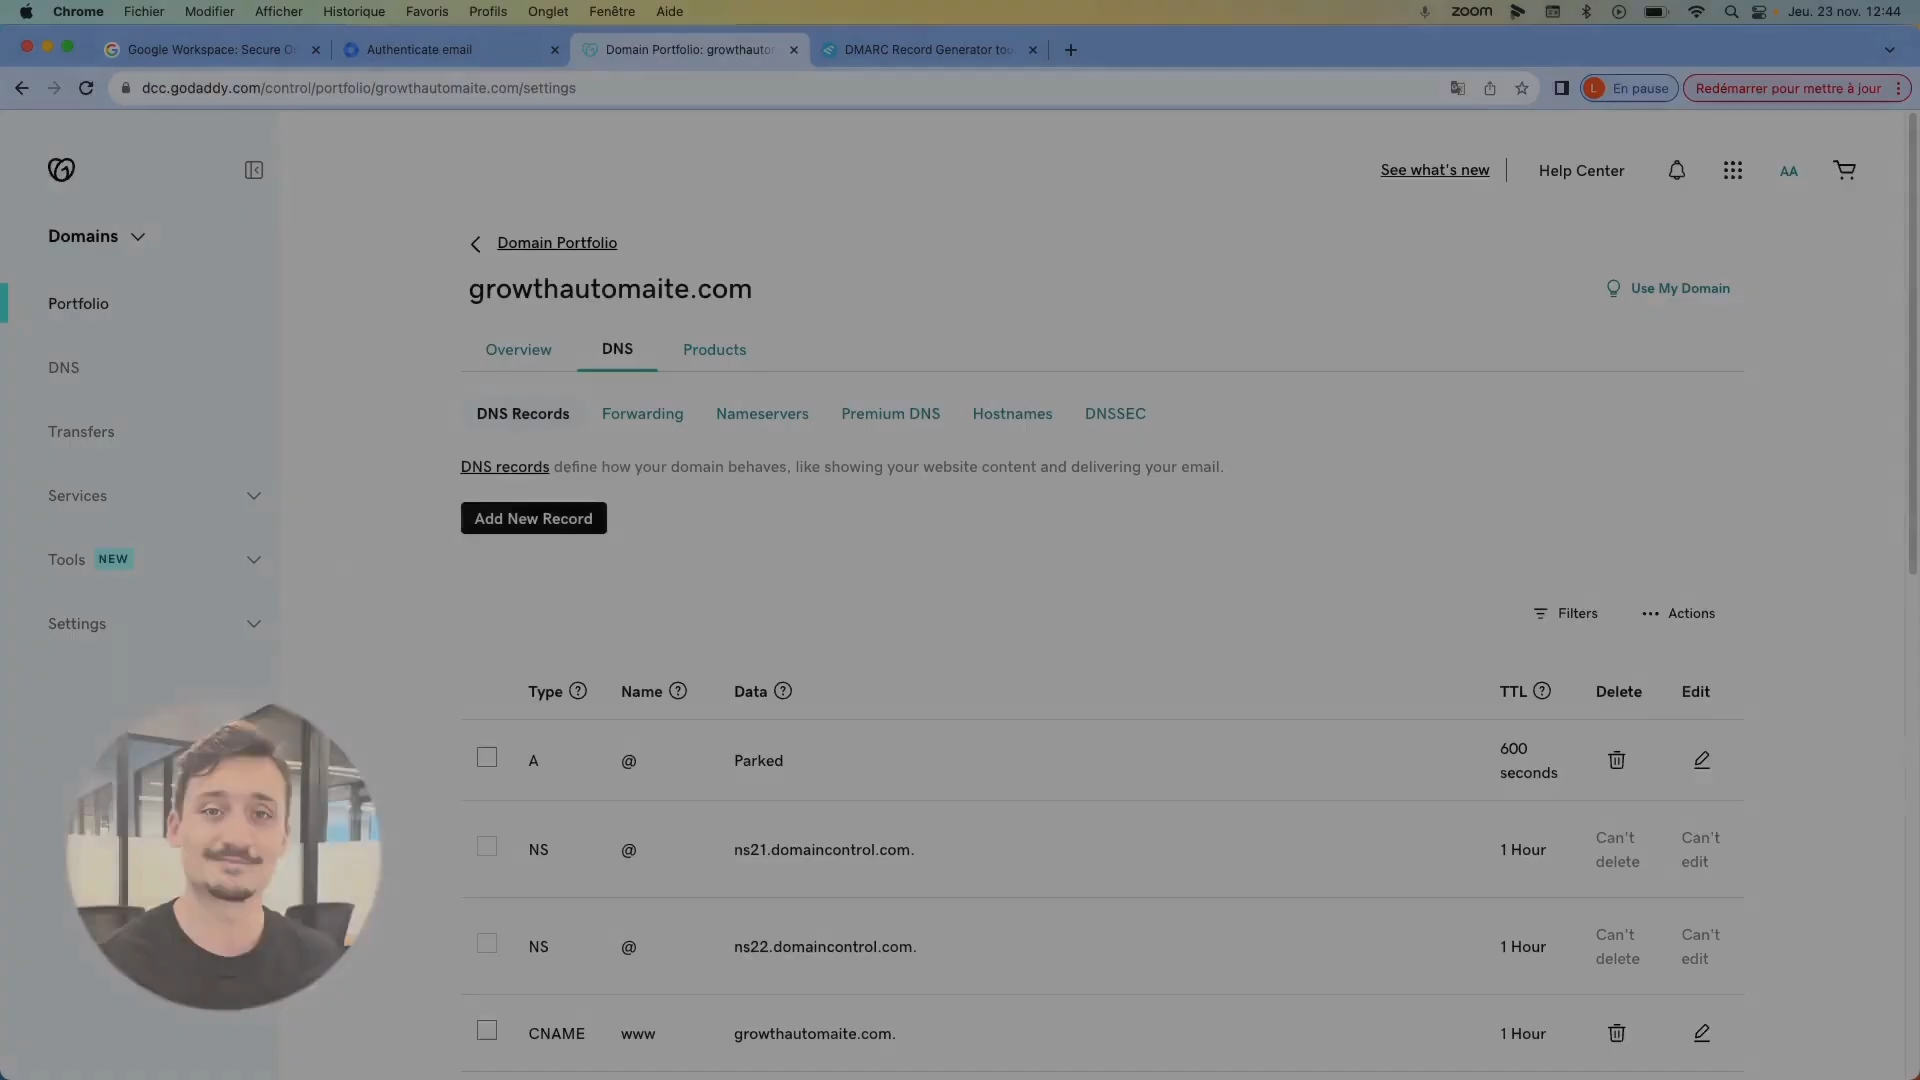 Chrome Fichier Modifier Afficher Historique Favoris Profils Onglet Fenêtre Aide
zoom Jeu. 23 nov. 12:44
Google Workspace: Secure O
Authenticate email
Domain Portfolio: growthautom
DMARC Record Generator too
dcc.godaddy.com/control/portfolio/growthautomaite.com/settings
L En pause
Redémarrer pour mettre à jour
See what's new
Help Center
AA
Domains
Portfolio
DNS
Transfers
Services
Tools NEW
Settings
Domain Portfolio
growthautomaite.com
Use My Domain
Overview DNS Products
DNS Records Forwarding Nameservers Premium DNS Hostnames DNSSEC
DNS records define how your domain behaves, like showing your website content and delivering your email.
Add New Record
Filters
Actions
Type ? Name ? Data ? TTL ? Delete Edit
A @ Parked 600 seconds
NS @ ns21.domaincontrol.com. 1 Hour Can't delete Can't edit
NS @ ns22.domaincontrol.com. 1 Hour Can't delete Can't edit
CNAME www growthautomaite.com. 1 Hour